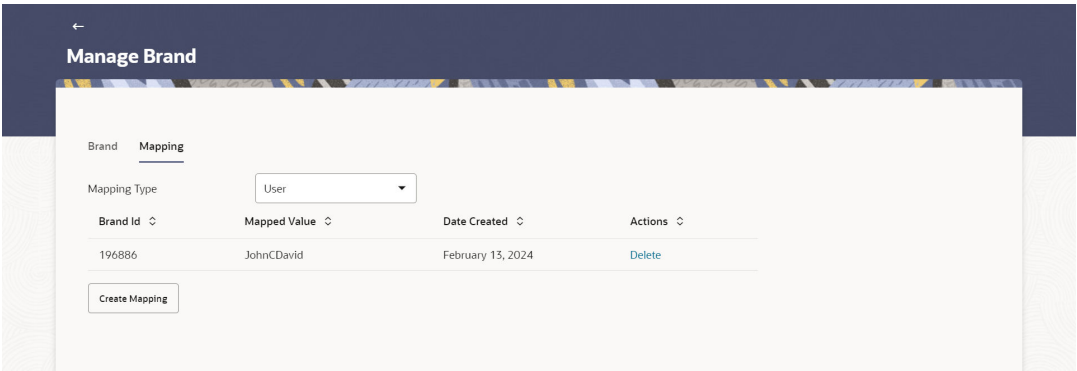 Manage Brand
Brand Mapping
Mapping Type User
Brand Id Mapped Value Date Created Actions
196886 JohnCDavid February 13, 2024 Delete
Create Mapping